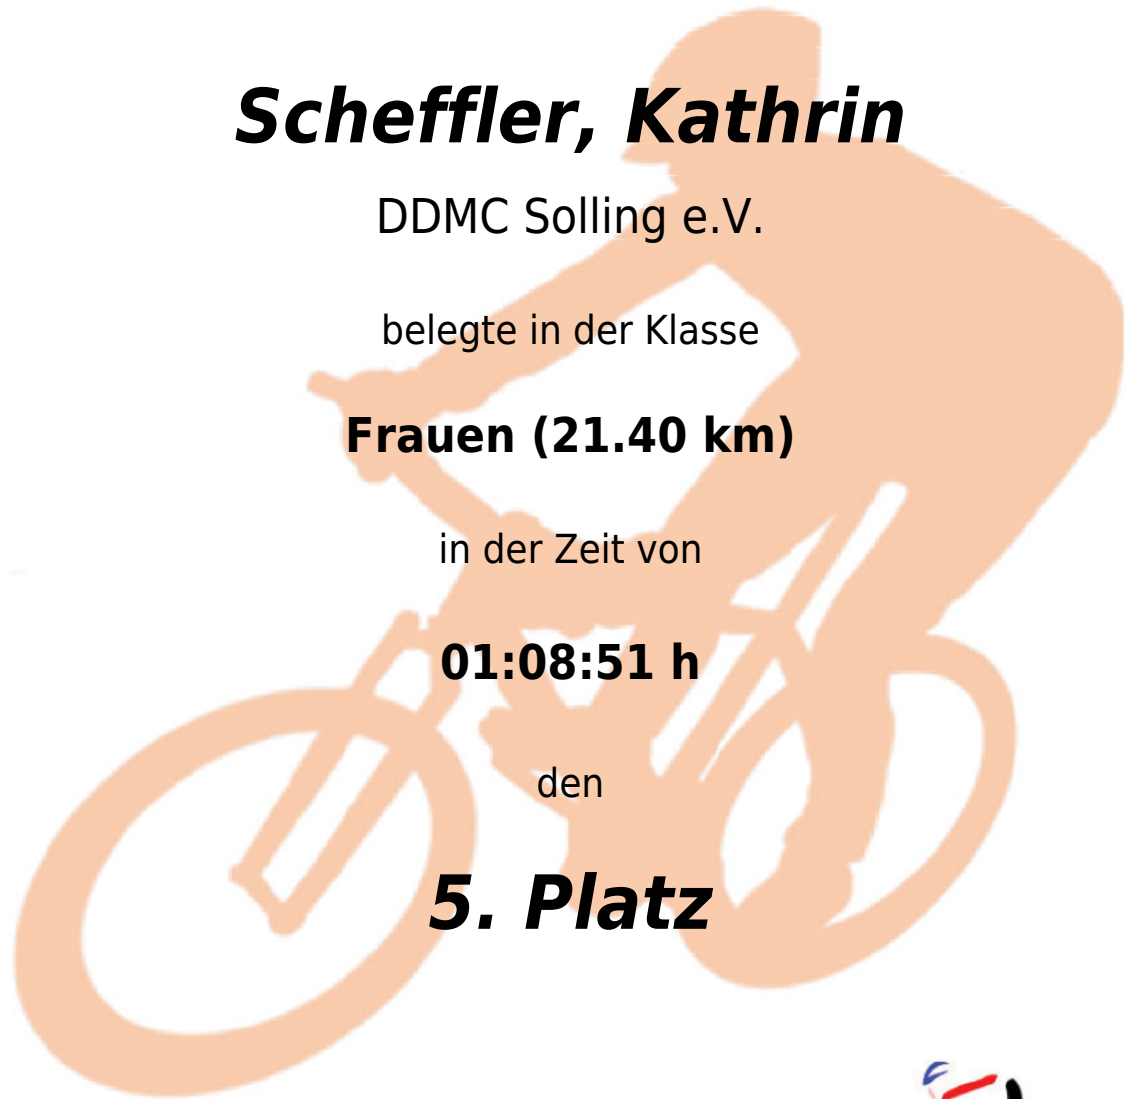 Scheffler, Kathrin
DDMC Solling e.V.
belegte in der Klasse
Frauen (21.40 km)
in der Zeit von
01:08:51 h
den
5. Platz